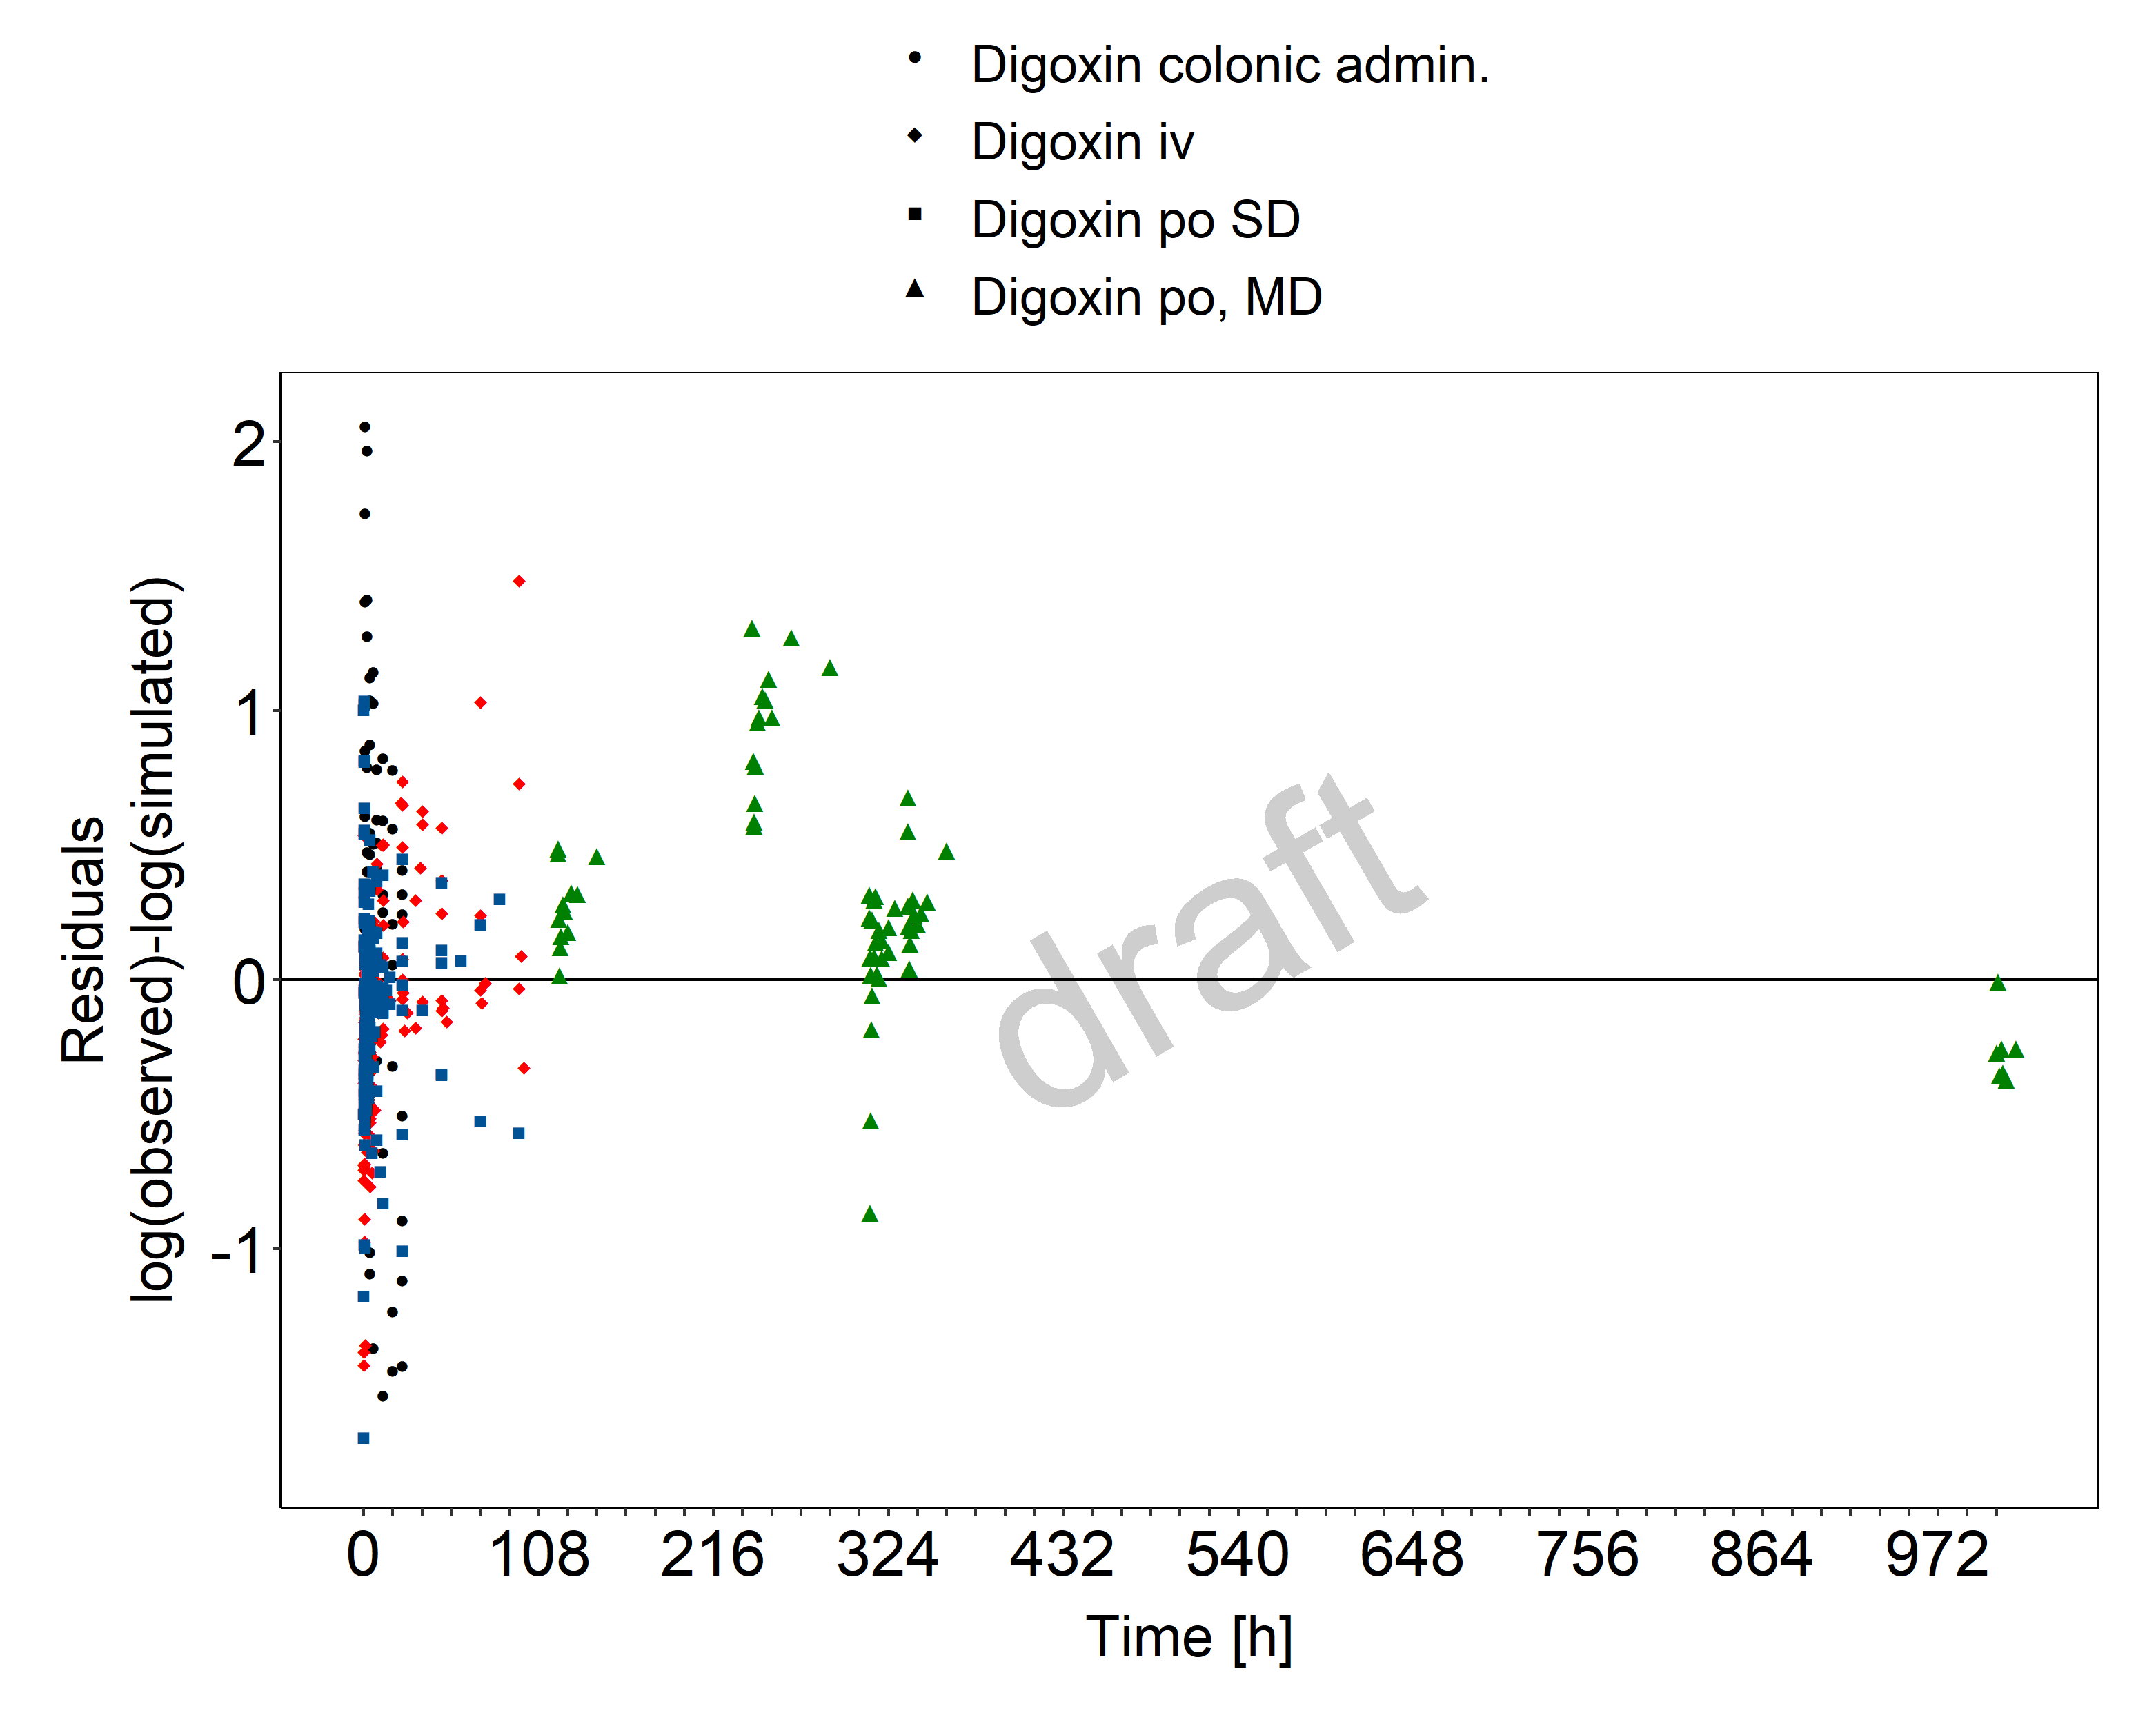 Digoxin colonic admin.
Digoxin iv
Digoxin po SD
Digoxin po, MD
Residuals
log(observed)-log(simulated)
2
1
0
-1
draft
0 108 216 324 432 540 648 756 864 972
Time [h]